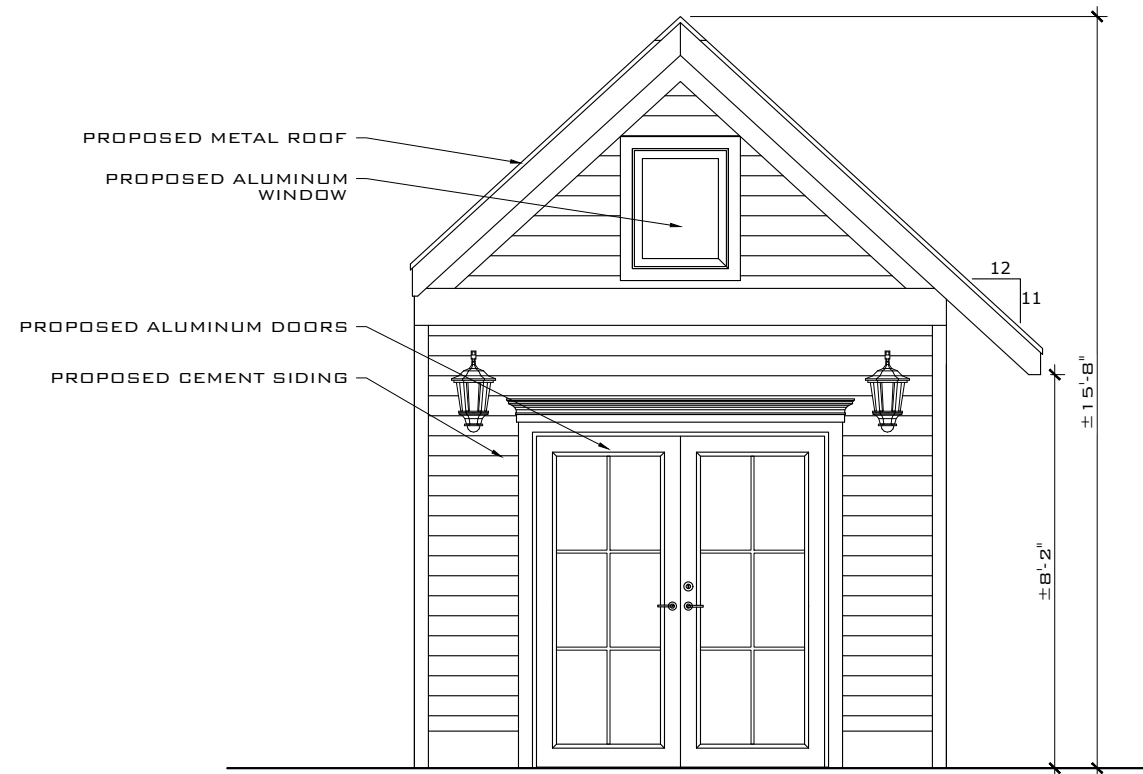 PROPOSED METAL ROOF
PROPOSED ALUMINUM
WINDOW
12
11
PROPOSED ALUMINUM DOORS
PROPOSED CEMENT SIDING
±15'-8"
±8'-2"